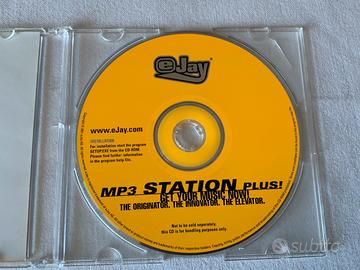 eJay
www.eJay.com
INSTALLATION
For installation start the program
SETUP.EXE from the CD-ROM.
Please find further information
in the program help file.
MP3 STATION PLUS!
GET YOUR MUSIC NOW!
THE ORIGINATOR. THE INNOVATOR. THE ELEVATOR.
Not to be sold separately,
this CD is for bundling purposes only.
subito